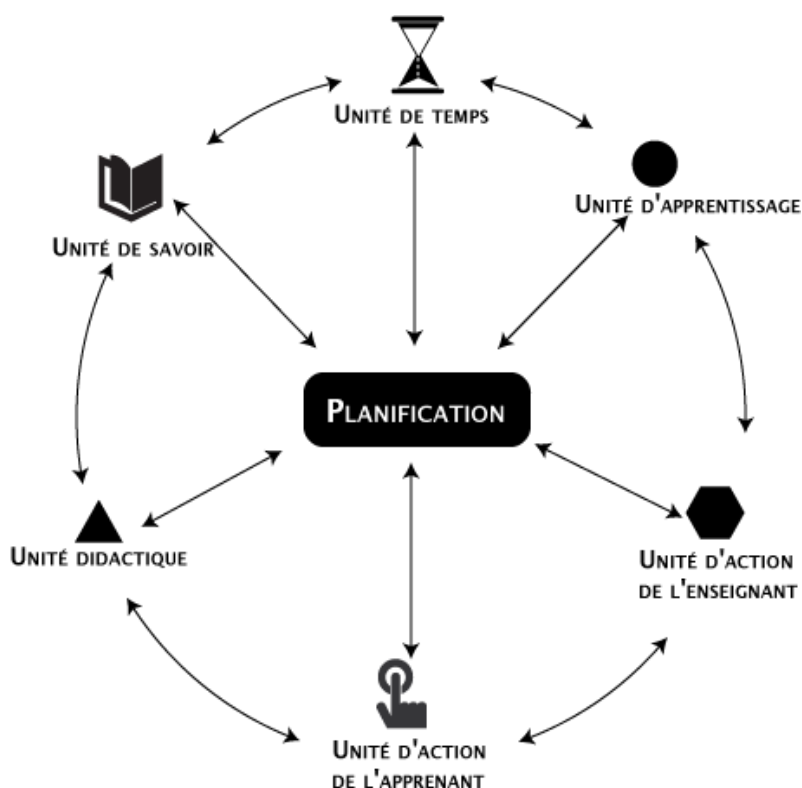 Unité de temps
Unité d'apprentissage
Unité de savoir
Planification
Unité didactique
Unité d'action
de l'enseignant
Unité d'action
de l'apprenant